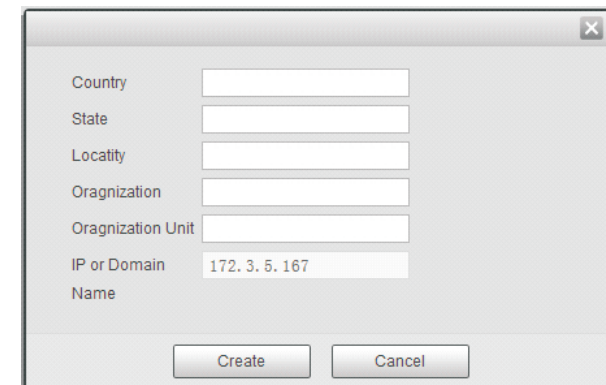 Country
State
Locatity
Oragnization
Oragnization Unit
IP or Domain 172.3.5.167
Name
Create Cancel